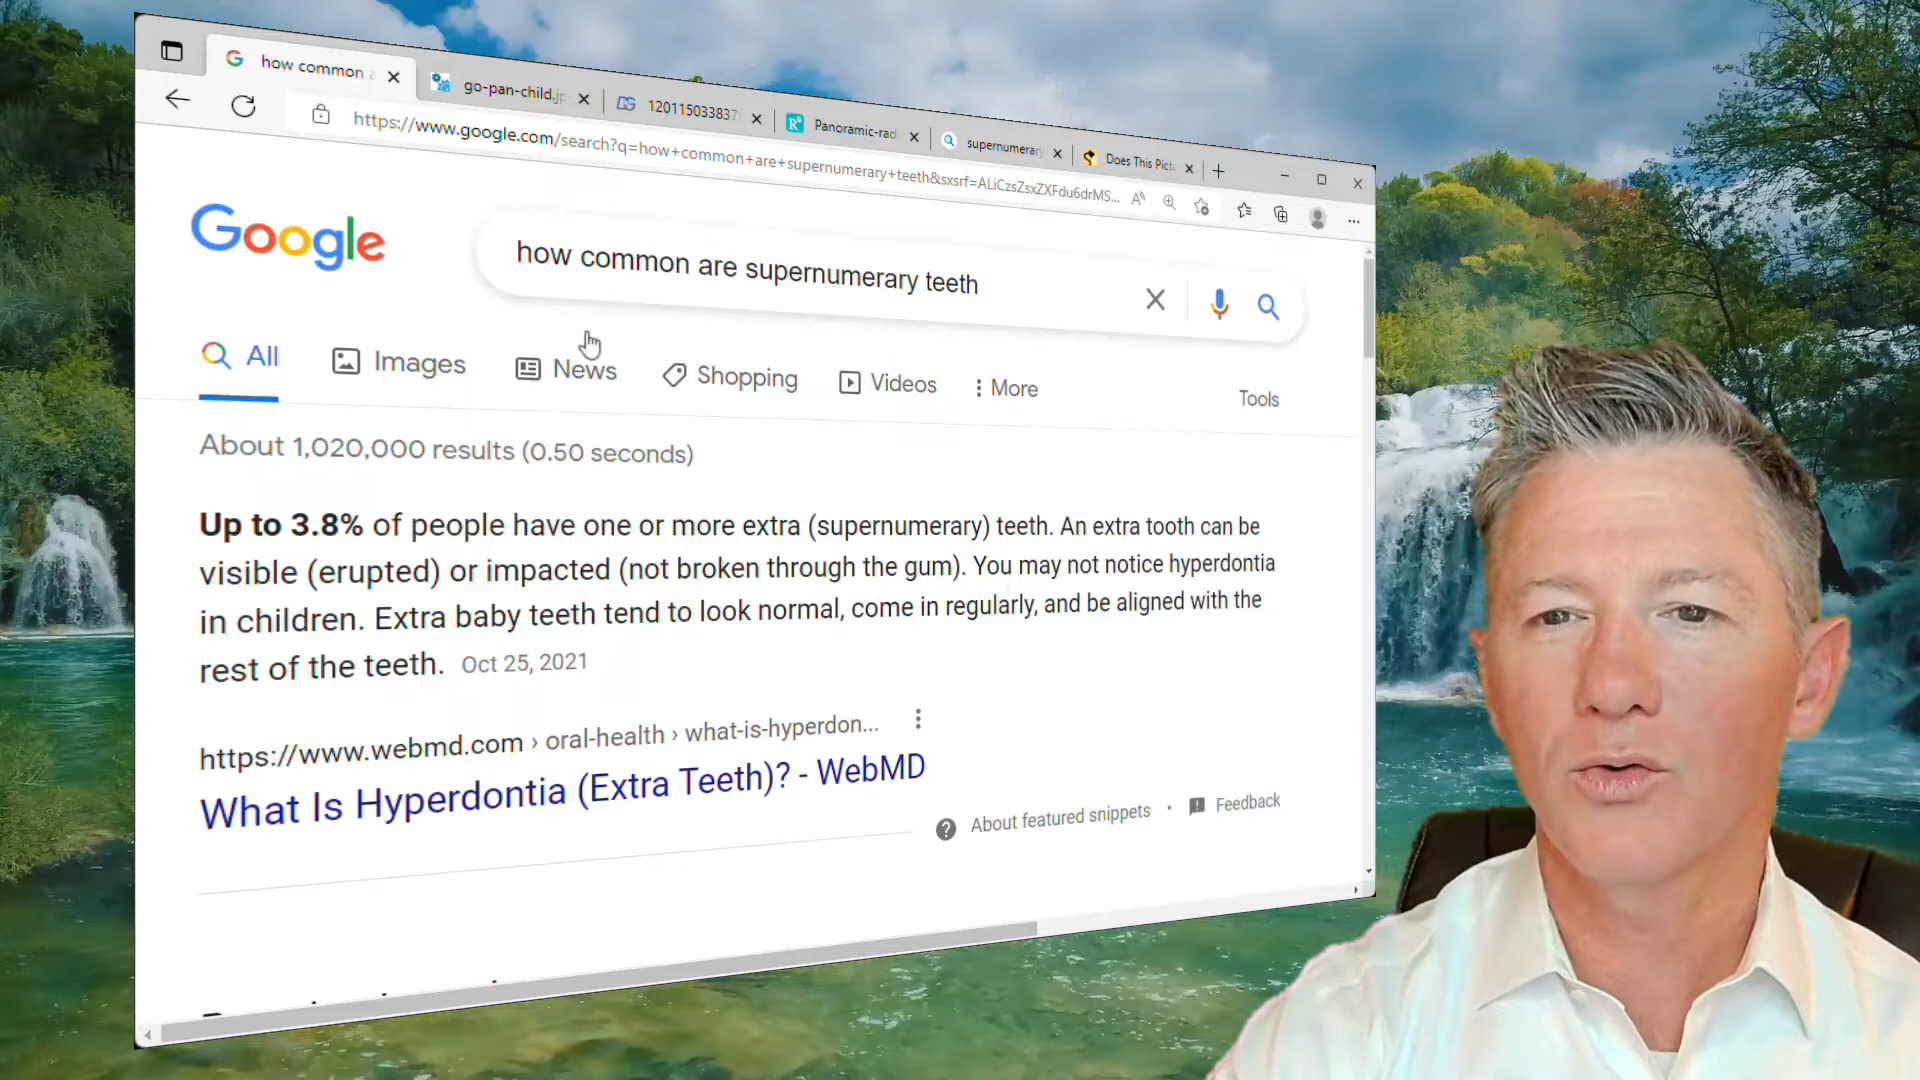 how common a
go-pan-child.jp
120115033837
Panoramic-rad
supernumerary
Does This Pict
https://www.google.com/search?q=how+common+are+supernumerary+teeth&sxsrf=ALiCzsZsxZXFdu6drMS...
Google
how common are supernumerary teeth
All
Images
News
Shopping
Videos
More
Tools
About 1,020,000 results (0.50 seconds)
Up to 3.8% of people have one or more extra (supernumerary) teeth. An extra tooth can be
visible (erupted) or impacted (not broken through the gum). You may not notice hyperdontia
in children. Extra baby teeth tend to look normal, come in regularly, and be aligned with the
rest of the teeth. Oct 25, 2021
https://www.webmd.com › oral-health › what-is-hyperdon...
What Is Hyperdontia (Extra Teeth)? - WebMD
About featured snippets • Feedback